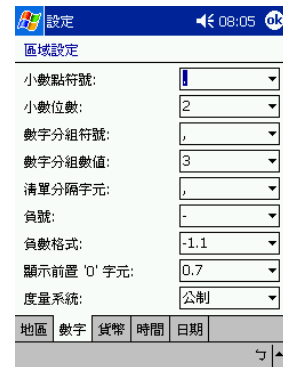 設定 08:05 ok
區域設定
小數點符號: .
小數位數: 2
數字分組符號: ,
數字分組數值: 3
清單分隔字元: ,
負號: -
負數格式: -1.1
顯示前置 '0' 字元: 0.7
度量系統: 公制
地區 數字 貨幣 時間 日期
ㄅ